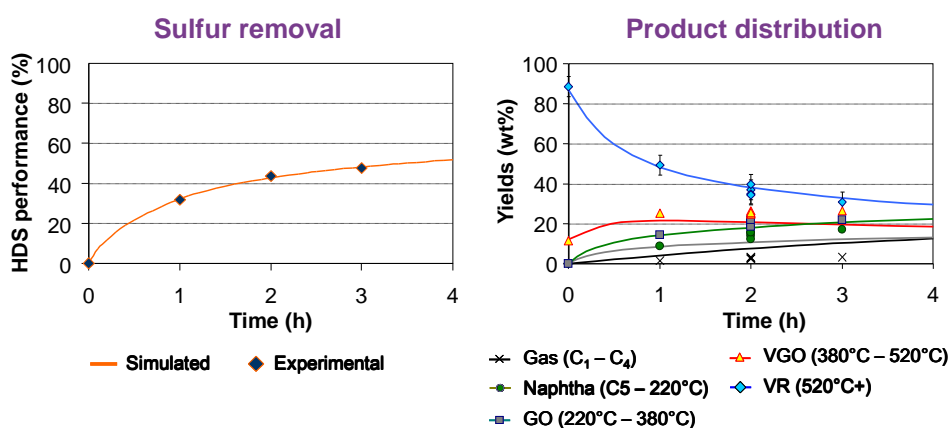 Sulfur removal
HDS performance (%)
100
80
60
40
20
0
0 1 2 3 4
Time (h)
Simulated Experimental
Product distribution
Yields (wt%)
100
80
60
40
20
0
0 1 2 3 4
Time (h)
Gas (C₁ – C₄) VGO (380°C – 520°C)
Naphtha (C5 – 220°C) VR (520°C+)
GO (220°C – 380°C)